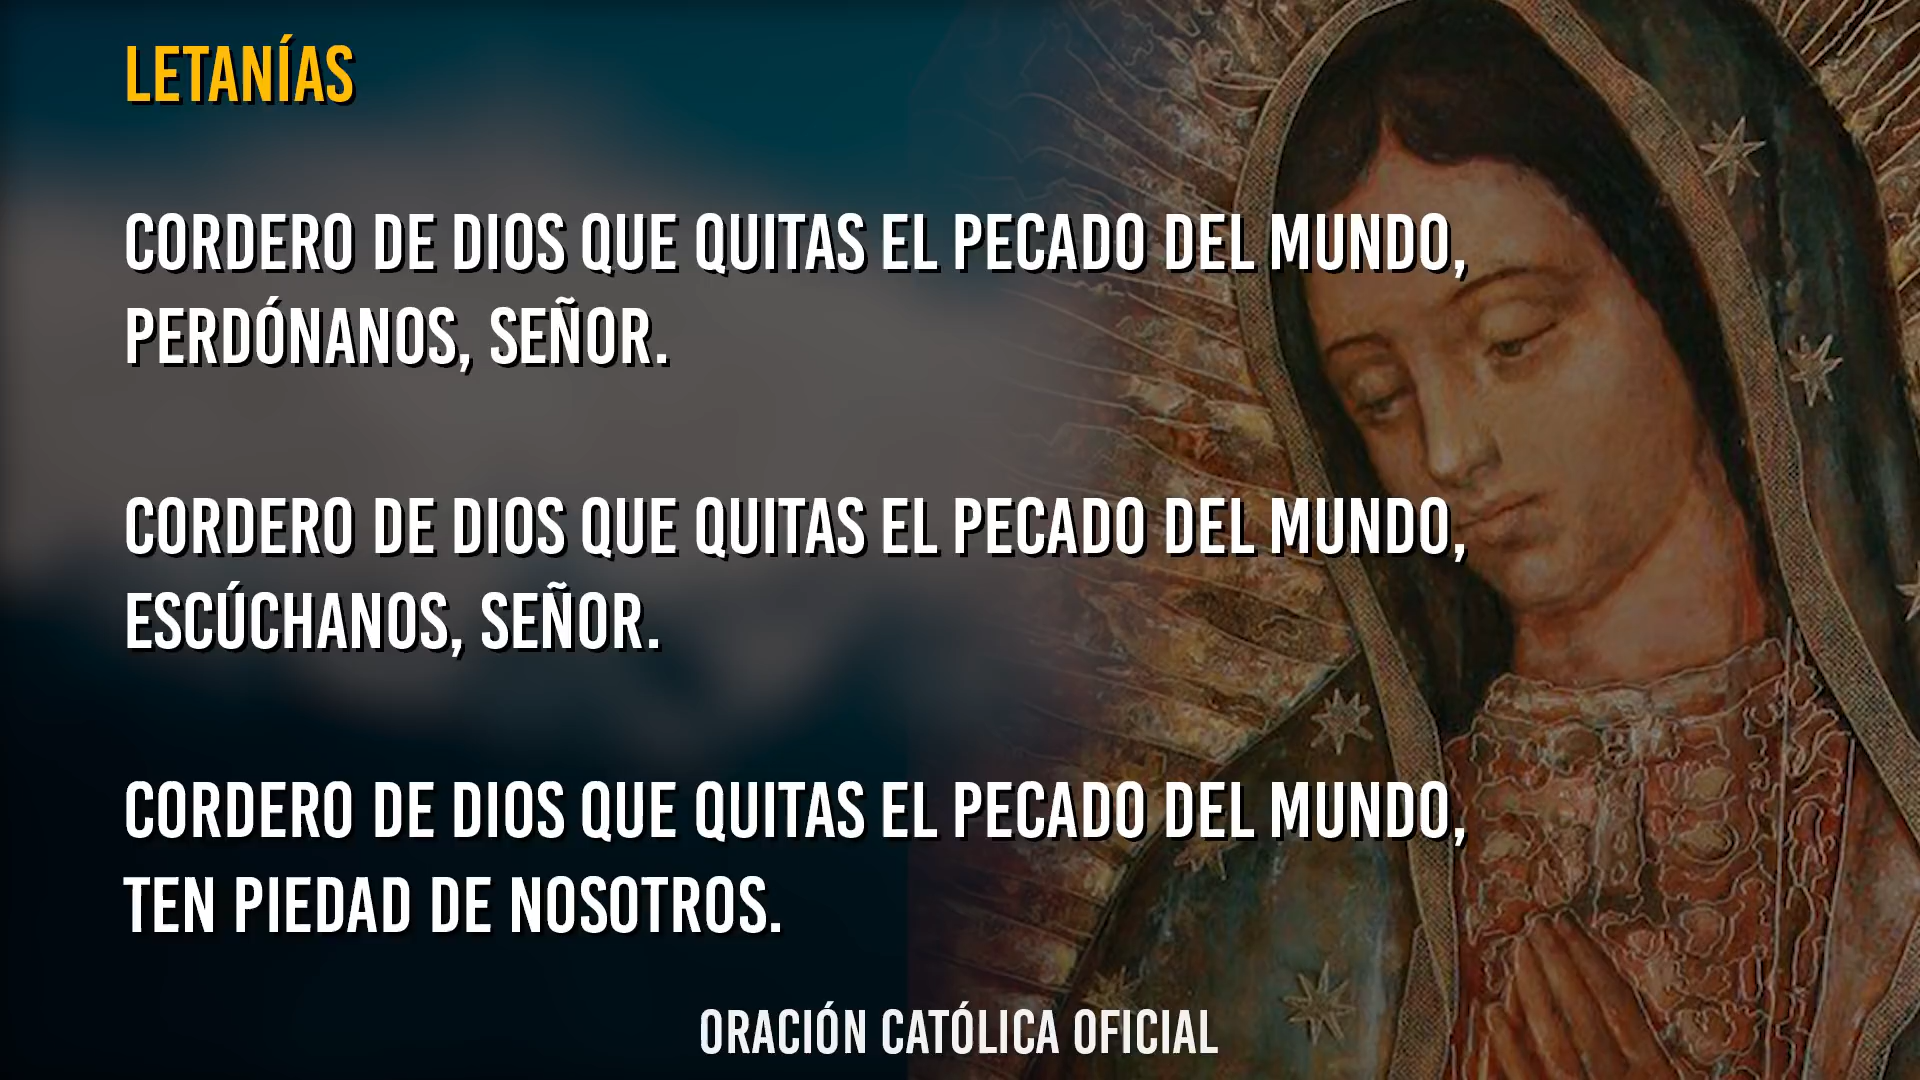 LETANÍAS
CORDERO DE DIOS QUE QUITAS EL PECADO DEL MUNDO,
PERDÓNANOS, SEÑOR.
CORDERO DE DIOS QUE QUITAS EL PECADO DEL MUNDO,
ESCÚCHANOS, SEÑOR.
CORDERO DE DIOS QUE QUITAS EL PECADO DEL MUNDO,
TEN PIEDAD DE NOSOTROS.
ORACIÓN CATÓLICA OFICIAL